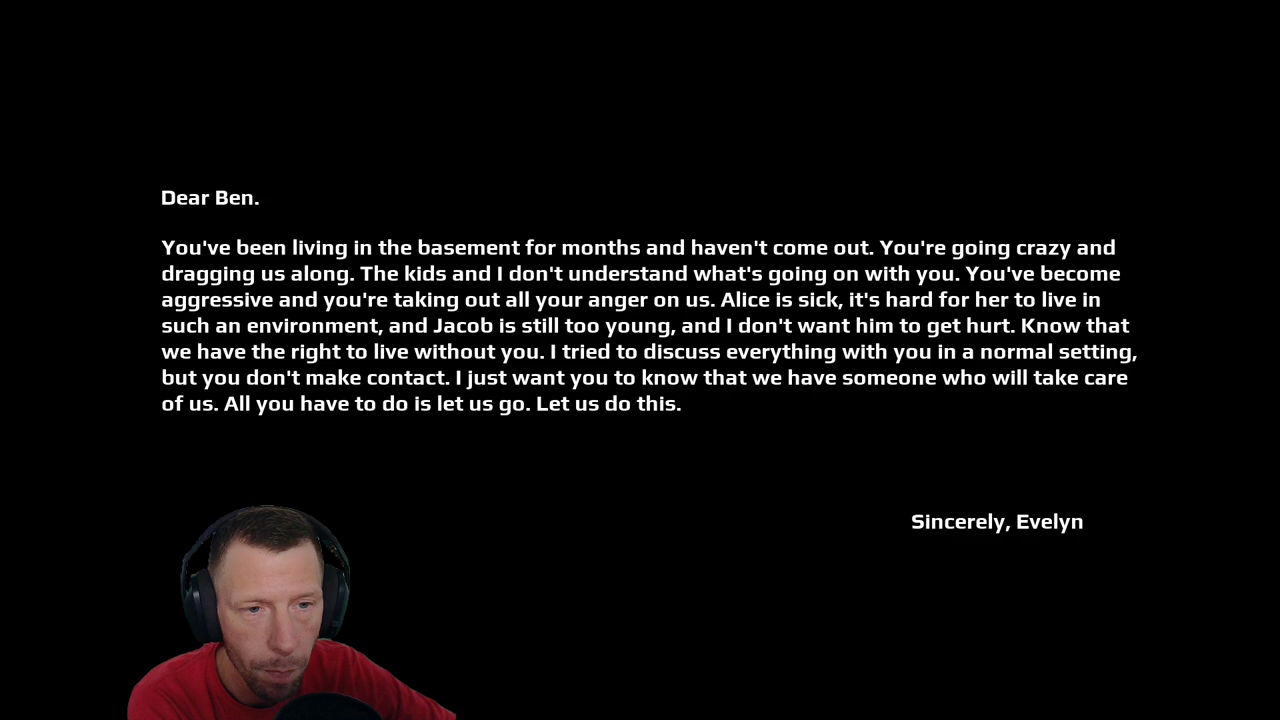 Dear Ben.
You've been living in the basement for months and haven't come out. You're going crazy and
dragging us along. The kids and I don't understand what's going on with you. You've become
aggressive and you're taking out all your anger on us. Alice is sick, it's hard for her to live in
such an environment, and Jacob is still too young, and I don't want him to get hurt. Know that
we have the right to live without you. I tried to discuss everything with you in a normal setting,
but you don't make contact. I just want you to know that we have someone who will take care
of us. All you have to do is let us go. Let us do this.
Sincerely, Evelyn